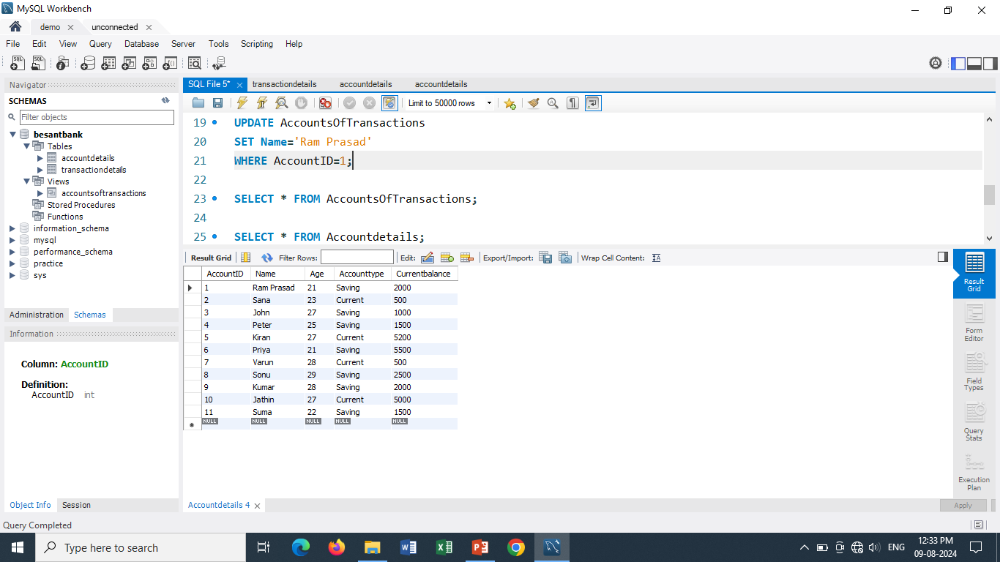 MySQL Workbench
demo
unconnected
File Edit View Query Database Server Tools Scripting Help
Navigator
SCHEMAS
Filter objects
besantbank
Tables
accountdetails
transactiondetails
Views
accountsoftransactions
Stored Procedures
Functions
information_schema
mysql
performance_schema
practice
sys
Administration Schemas
Information
Column: AccountID
Definition:
AccountID int
Object Info Session
SQL File 5* transactiondetails accountdetails accountdetails
Limit to 50000 rows
19 UPDATE AccountsOfTransactions
20 SET Name='Ram Prasad'
21 WHERE AccountID=1;
22
23 SELECT * FROM AccountsOfTransactions;
24
25 SELECT * FROM Accountdetails;
Result Grid Filter Rows: Edit: Export/Import: Wrap Cell Content:
AccountID Name Age Accounttype Currentbalance
1 Ram Prasad 21 Saving 2000
2 Sana 23 Current 500
3 John 27 Saving 1000
4 Peter 25 Saving 1500
5 Kiran 27 Current 5200
6 Priya 21 Saving 5500
7 Varun 28 Current 500
8 Sonu 29 Saving 2500
9 Kumar 28 Saving 2000
10 Jathin 27 Current 5000
11 Suma 22 Saving 1500
NULL NULL NULL NULL NULL
Result
Grid
Form
Editor
Field
Types
Query
Stats
Execution
Plan
Accountdetails 4
Apply
Query Completed
Type here to search
ENG
12:33 PM
09-08-2024